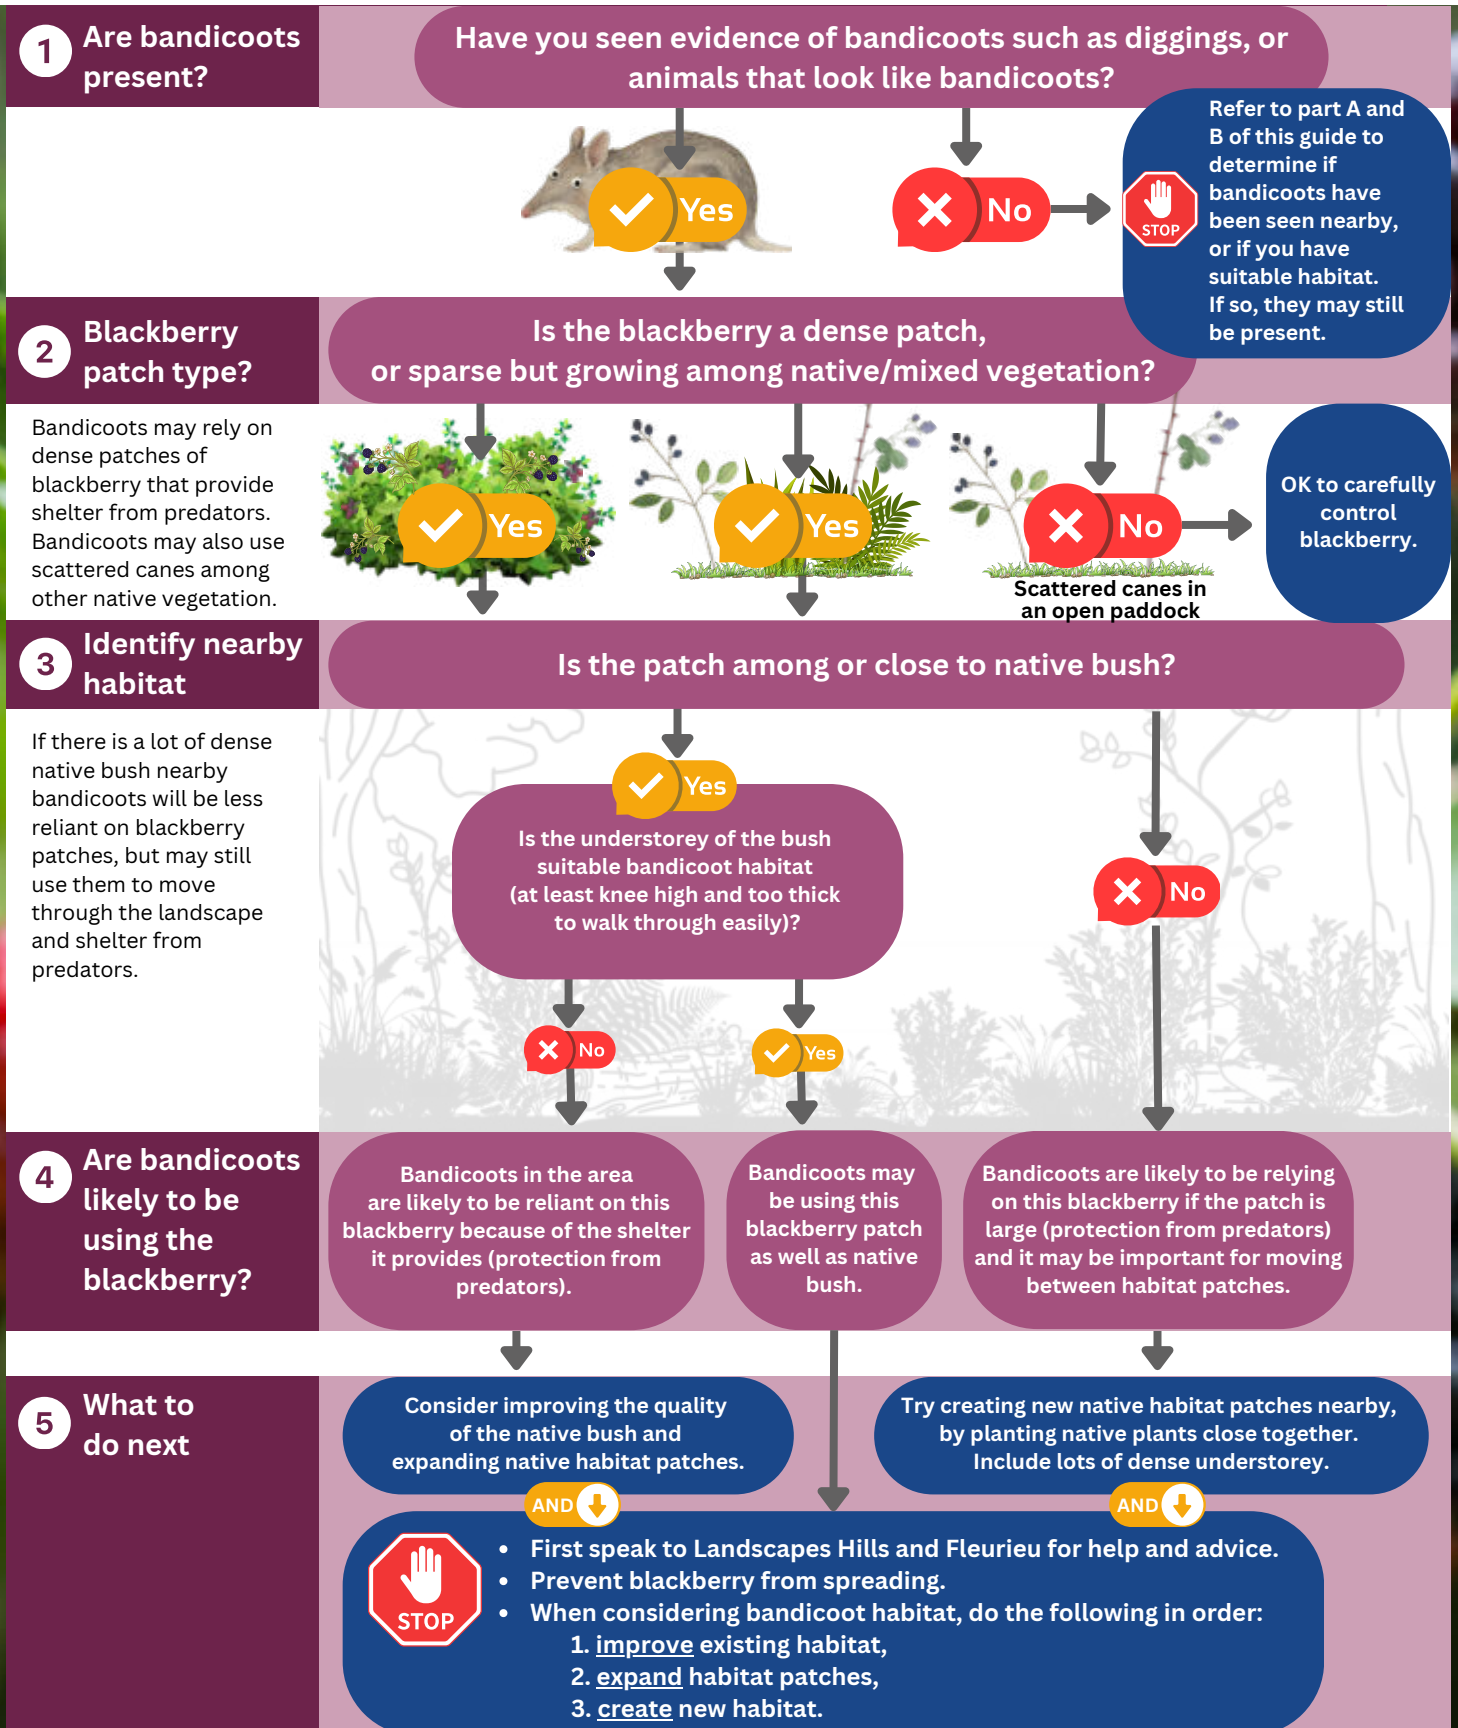 1
Are bandicoots
present?
Have you seen evidence of bandicoots such as diggings, or
animals that look like bandicoots?
Yes
No
STOP
Refer to part A and
B of this guide to
determine if
bandicoots have
been seen nearby,
or if you have
suitable habitat.
If so, they may still
be present.
2
Blackberry
patch type?
Is the blackberry a dense patch,
or sparse but growing among native/mixed vegetation?
Bandicoots may rely on
dense patches of
blackberry that provide
shelter from predators.
Bandicoots may also use
scattered canes among
other native vegetation.
Yes
Yes
No
Scattered canes in
an open paddock
OK to carefully
control
blackberry.
3
Identify nearby
habitat
Is the patch among or close to native bush?
If there is a lot of dense
native bush nearby
bandicoots will be less
reliant on blackberry
patches, but may still
use them to move
through the landscape
and shelter from
predators.
Yes
Is the understorey of the bush
suitable bandicoot habitat
(at least knee high and too thick
to walk through easily)?
No
Yes
No
4
Are bandicoots
likely to be
using the
blackberry?
Bandicoots in the area
are likely to be reliant on this
blackberry because of the shelter
it provides (protection from
predators).
Bandicoots may
be using this
blackberry patch
as well as native
bush.
Bandicoots are likely to be relying
on this blackberry if the patch is
large (protection from predators)
and it may be important for moving
between habitat patches.
5
What to
do next
Consider improving the quality
of the native bush and
expanding native habitat patches.
Try creating new native habitat patches nearby,
by planting native plants close together.
Include lots of dense understorey.
AND
AND
STOP
• First speak to Landscapes Hills and Fleurieu for help and advice.
• Prevent blackberry from spreading.
• When considering bandicoot habitat, do the following in order:
1. improve existing habitat,
2. expand habitat patches,
3. create new habitat.